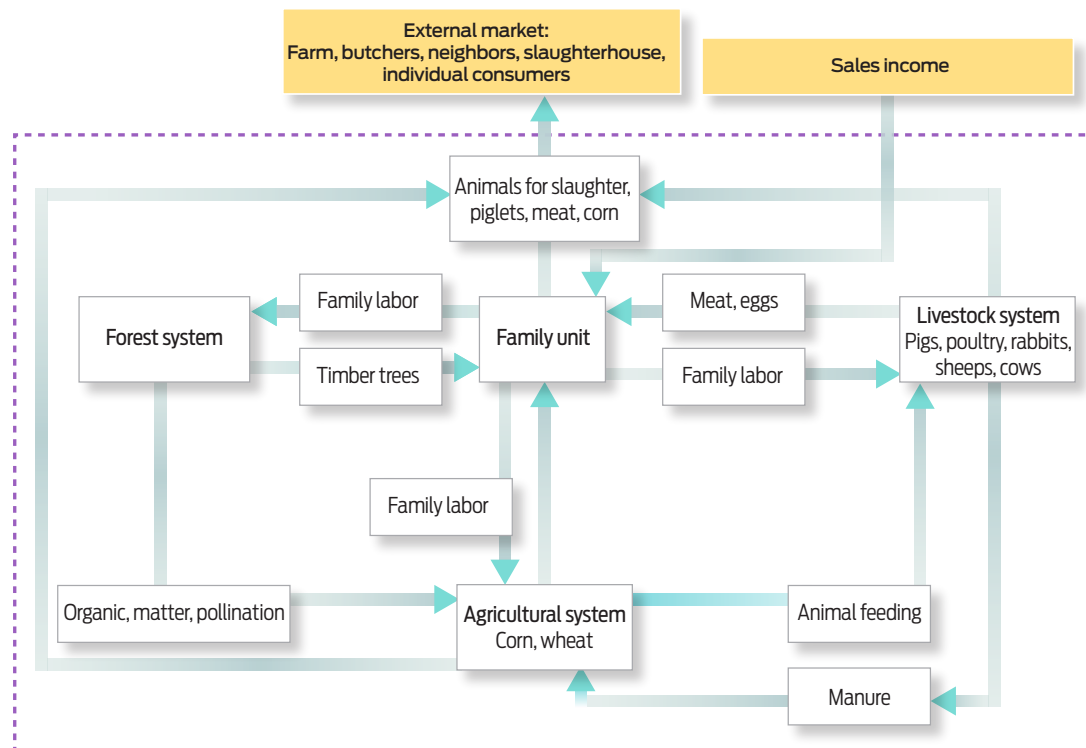 External market:
Farm, butchers, neighbors, slaughterhouse,
individual consumers
Sales income
Animals for slaughter,
piglets, meat, corn
Family labor
Meat, eggs
Forest system
Family unit
Livestock system
Pigs, poultry, rabbits,
sheeps, cows
Timber trees
Family labor
Family labor
Organic, matter, pollination
Agricultural system
Corn, wheat
Animal feeding
Manure